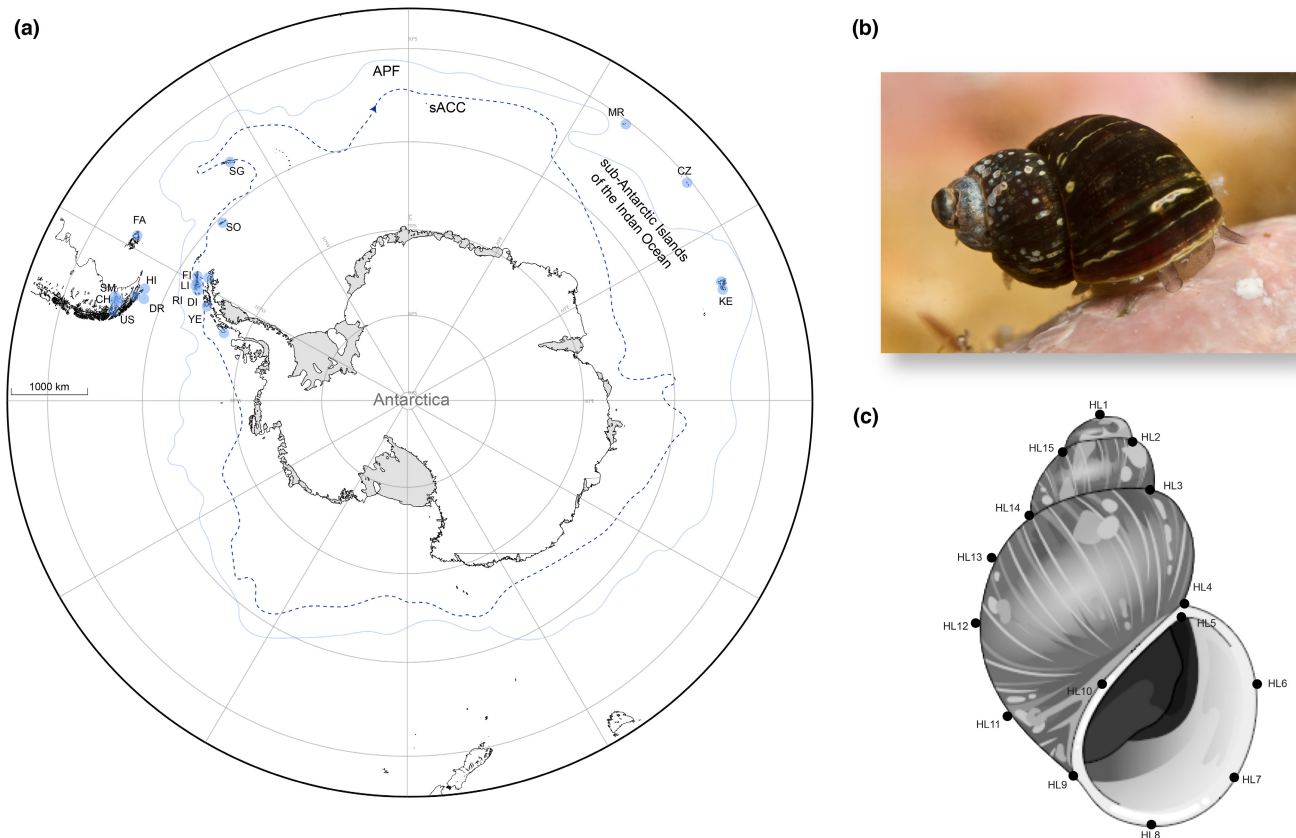 (a)
APF
sACC
MR
CZ
sub-Antarctic Islands
of the Indan Ocean
SG
SO
FA
FI
LI
RI
DI
YE
HI
SM
CH
DR
US
KE
1000 km
Antarctica
(b)
(c)
HL1
HL2
HL15
HL3
HL14
HL13
HL4
HL12
HL5
HL10
HL6
HL11
HL9
HL7
HL8